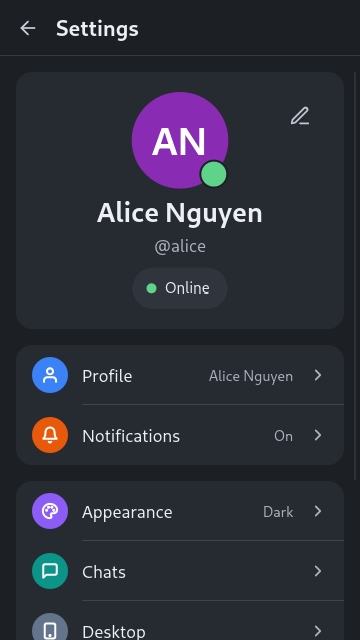 Settings
AN
Alice Nguyen
@alice
Online
Profile Alice Nguyen
Notifications On
Appearance Dark
Chats
Desktop